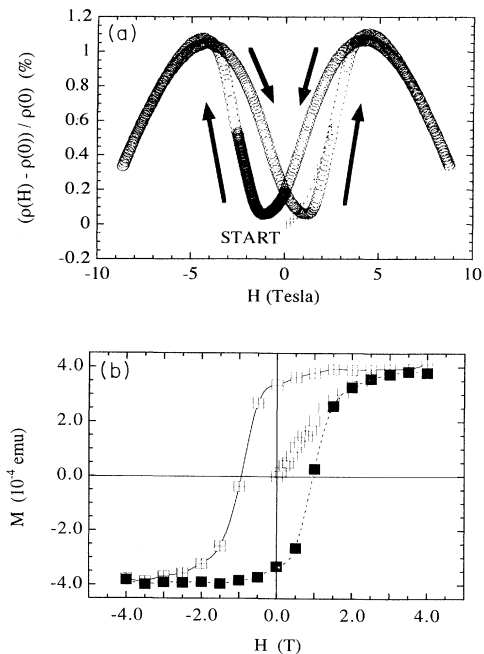 (a)
(ρ(H) - ρ(0)) / ρ(0) (%)
1.2
1
0.8
0.6
0.4
0.2
0
-0.2
START
-10 -5 0 5 10
H (Tesla)
(b)
M (10⁻⁴ emu)
4.0
2.0
0.0
-2.0
-4.0
-4.0 -2.0 0.0 2.0 4.0
H (T)